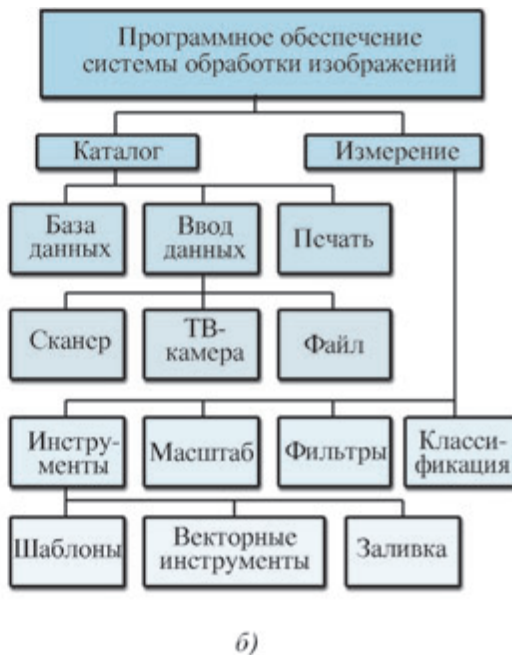 Программное обеспечение
системы обработки изображений
Каталог
Измерение
База
данных
Ввод
данных
Печать
Сканер
ТВ-
камера
Файл
Инстру-
менты
Масштаб
Фильтры
Класси-
фикация
Шаблоны
Векторные
инструменты
Заливка
б)